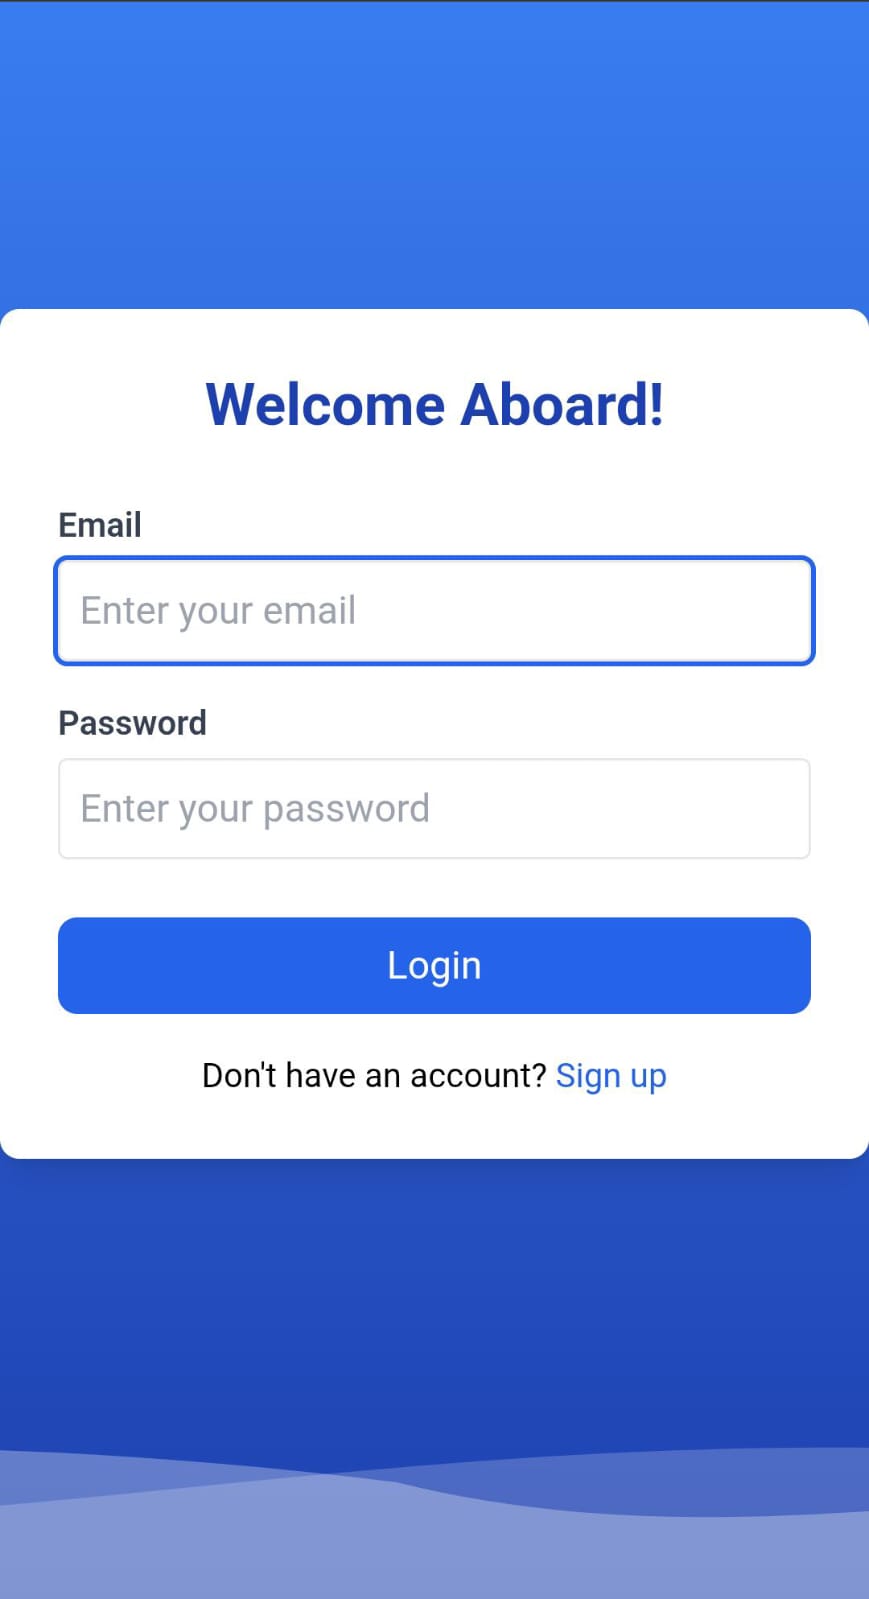 Welcome Aboard!
Email
Enter your email
Password
Enter your password
Login
Don't have an account? Sign up